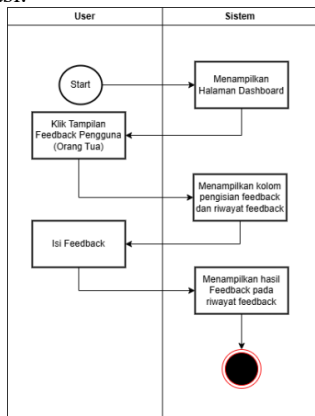 User Sistem
Start
Menampilkan
Halaman Dashboard
Klik Tampilan
Feedback Pengguna
(Orang Tua)
Menampilkan kolom
pengisian feedback
dan riwayat feedback
Isi Feedback
Menampilkan hasil
Feedback pada
riwayat feedback